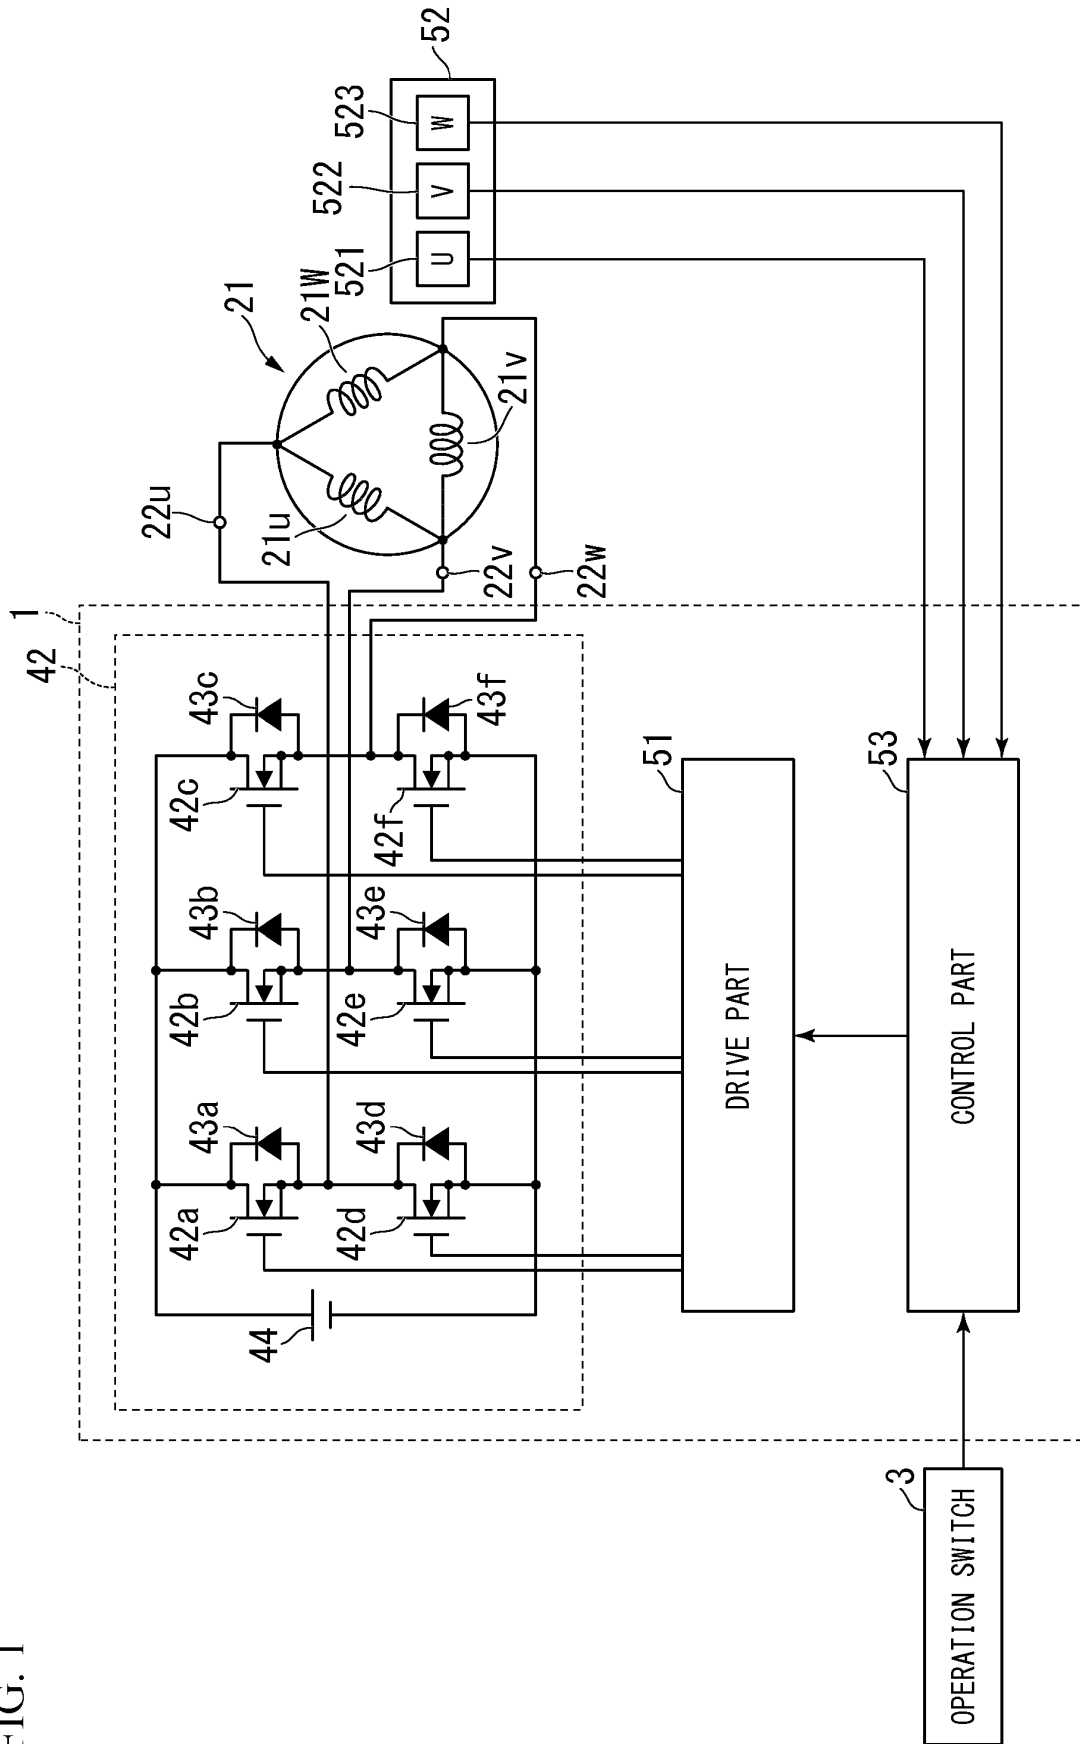 FIG. 1
1
42
43c
42c
43f
42f
43b
42b
43e
42e
43a
42a
43d
42d
44
22u
22v
22w
21
21u
21W
21v
52
521
522
523
U
V
W
51
DRIVE PART
53
CONTROL PART
3
OPERATION SWITCH